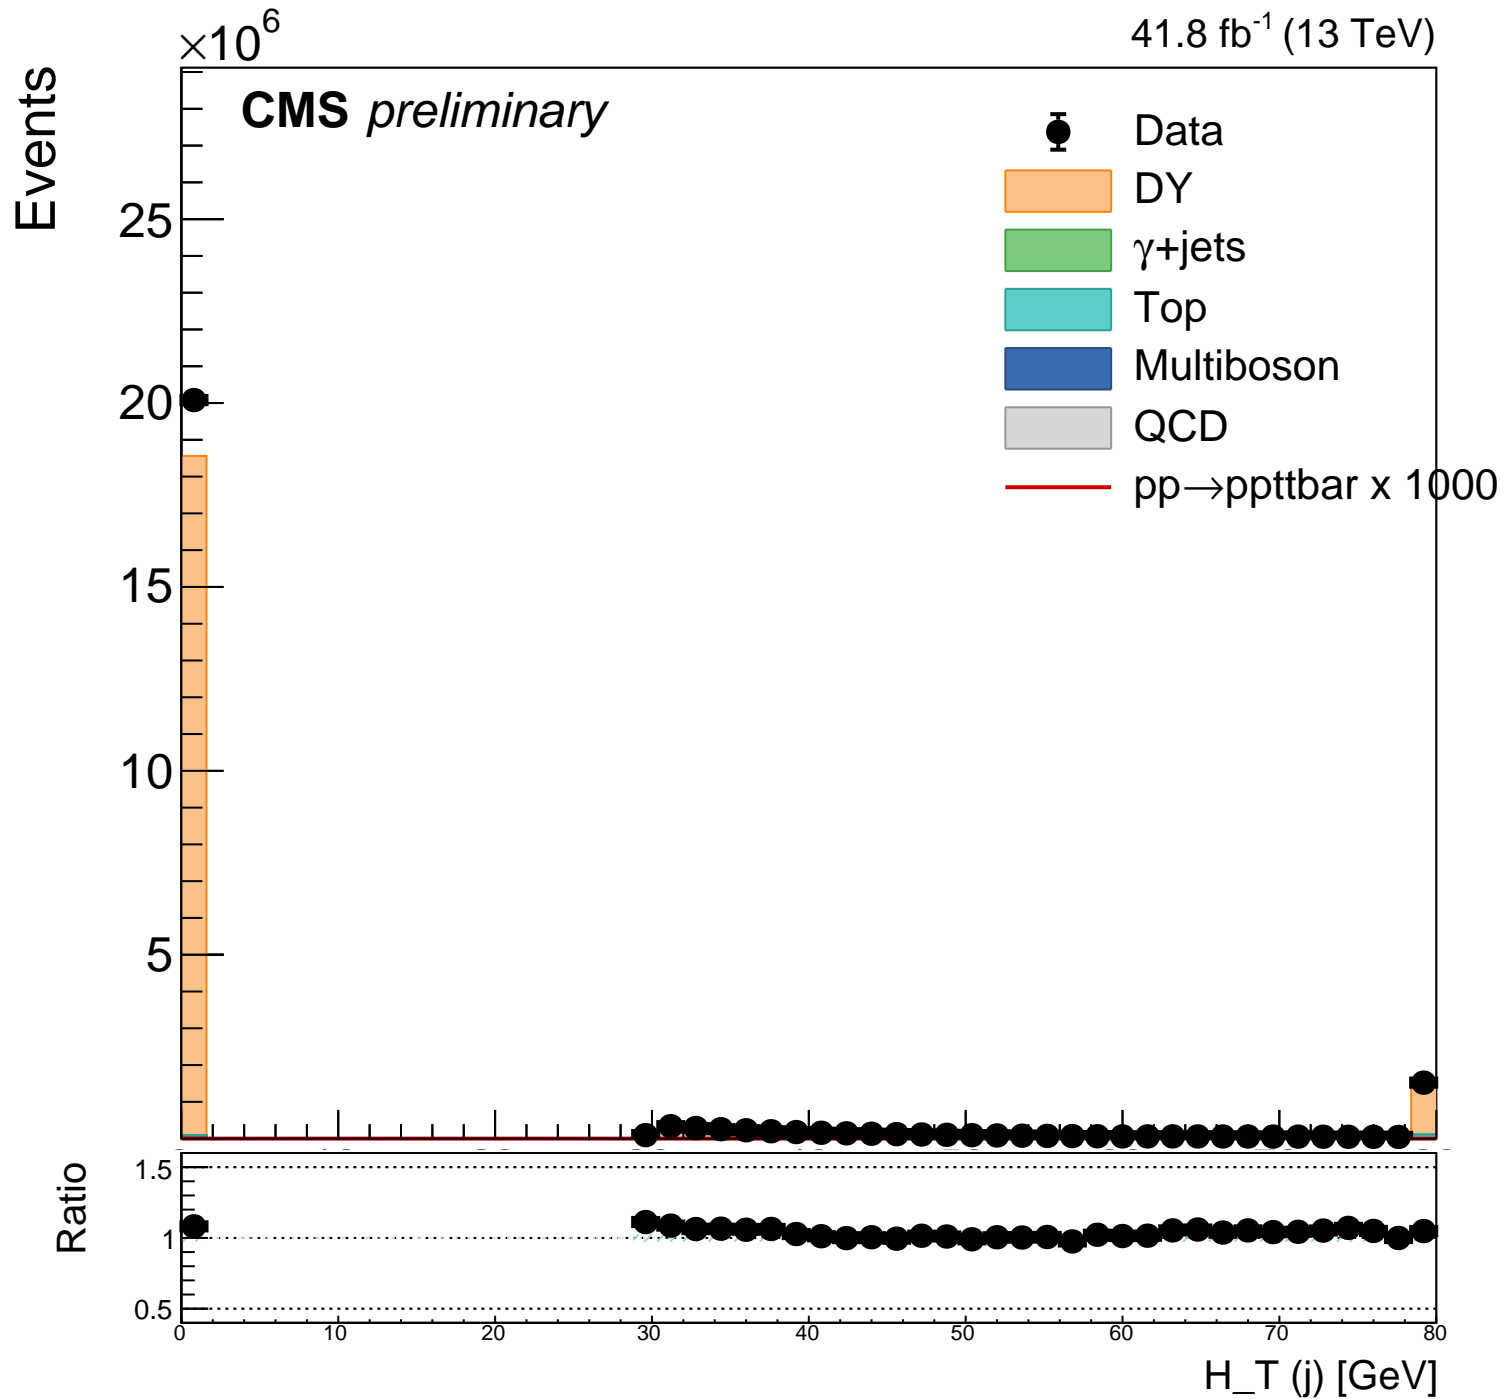 ×10⁶
41.8 fb⁻¹ (13 TeV)
CMS preliminary
Events
Data
DY
γ+jets
Top
Multiboson
QCD
pp→ppttbar x 1000
25
20
15
10
5
Ratio
1.5
1
0.5
0 10 20 30 40 50 60 70 80
H_T (j) [GeV]